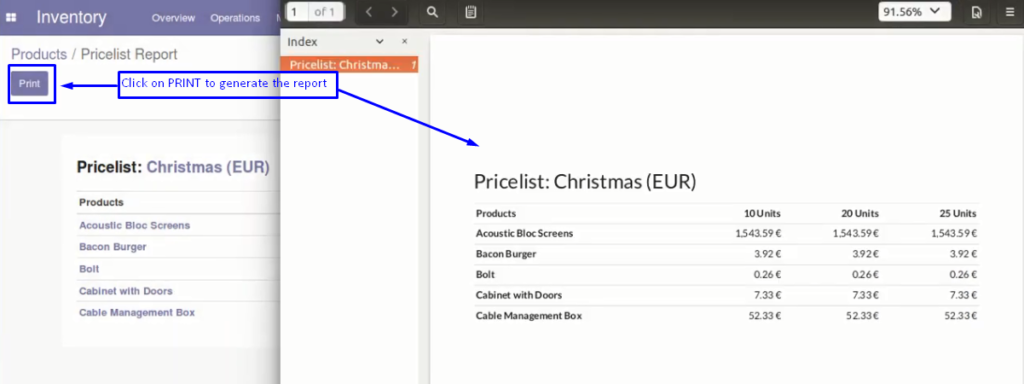 Inventory Overview Operations
Products / Pricelist Report
Print
Click on PRINT to generate the report
Pricelist: Christmas (EUR)
Products
Acoustic Bloc Screens
Bacon Burger
Bolt
Cabinet with Doors
Cable Management Box
1 of 1 91.56%
Index ×
Pricelist: Christma... 1
Pricelist: Christmas (EUR)
Products 10 Units 20 Units 25 Units
Acoustic Bloc Screens 1,543.59 € 1,543.59 € 1,543.59 €
Bacon Burger 3.92 € 3.92 € 3.92 €
Bolt 0.26 € 0.26 € 0.26 €
Cabinet with Doors 7.33 € 7.33 € 7.33 €
Cable Management Box 52.33 € 52.33 € 52.33 €